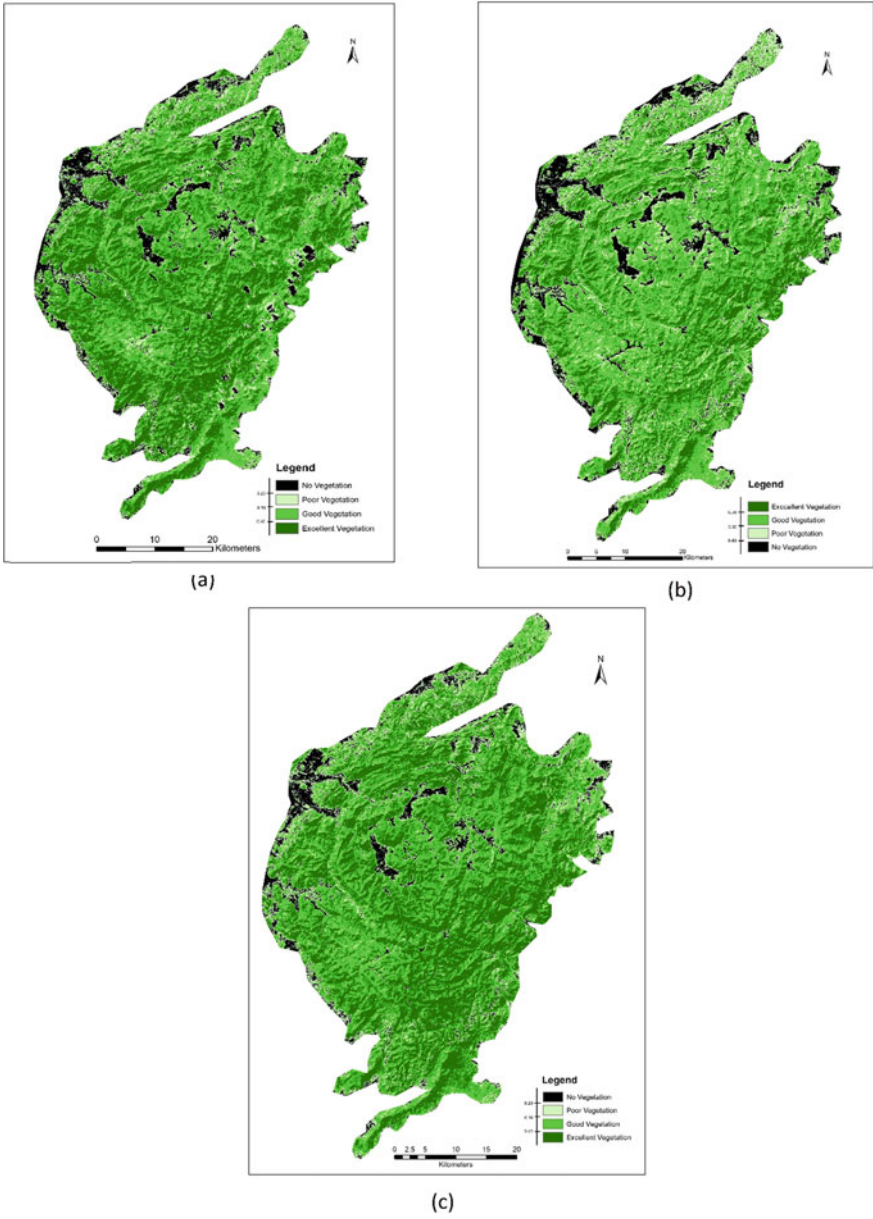 N
Legend
No Vegetation
Poor Vegetation
Good Vegetation
Excellent Vegetation
0 10 20
Kilometers
(a)
N
Legend
Excellent Vegetation
Good Vegetation
Poor Vegetation
No Vegetation
0 5 10 20
Kilometers
(b)
N
Legend
No Vegetation
Poor Vegetation
Good Vegetation
Excellent Vegetation
0 2.5 5 10 15 20
Kilometers
(c)